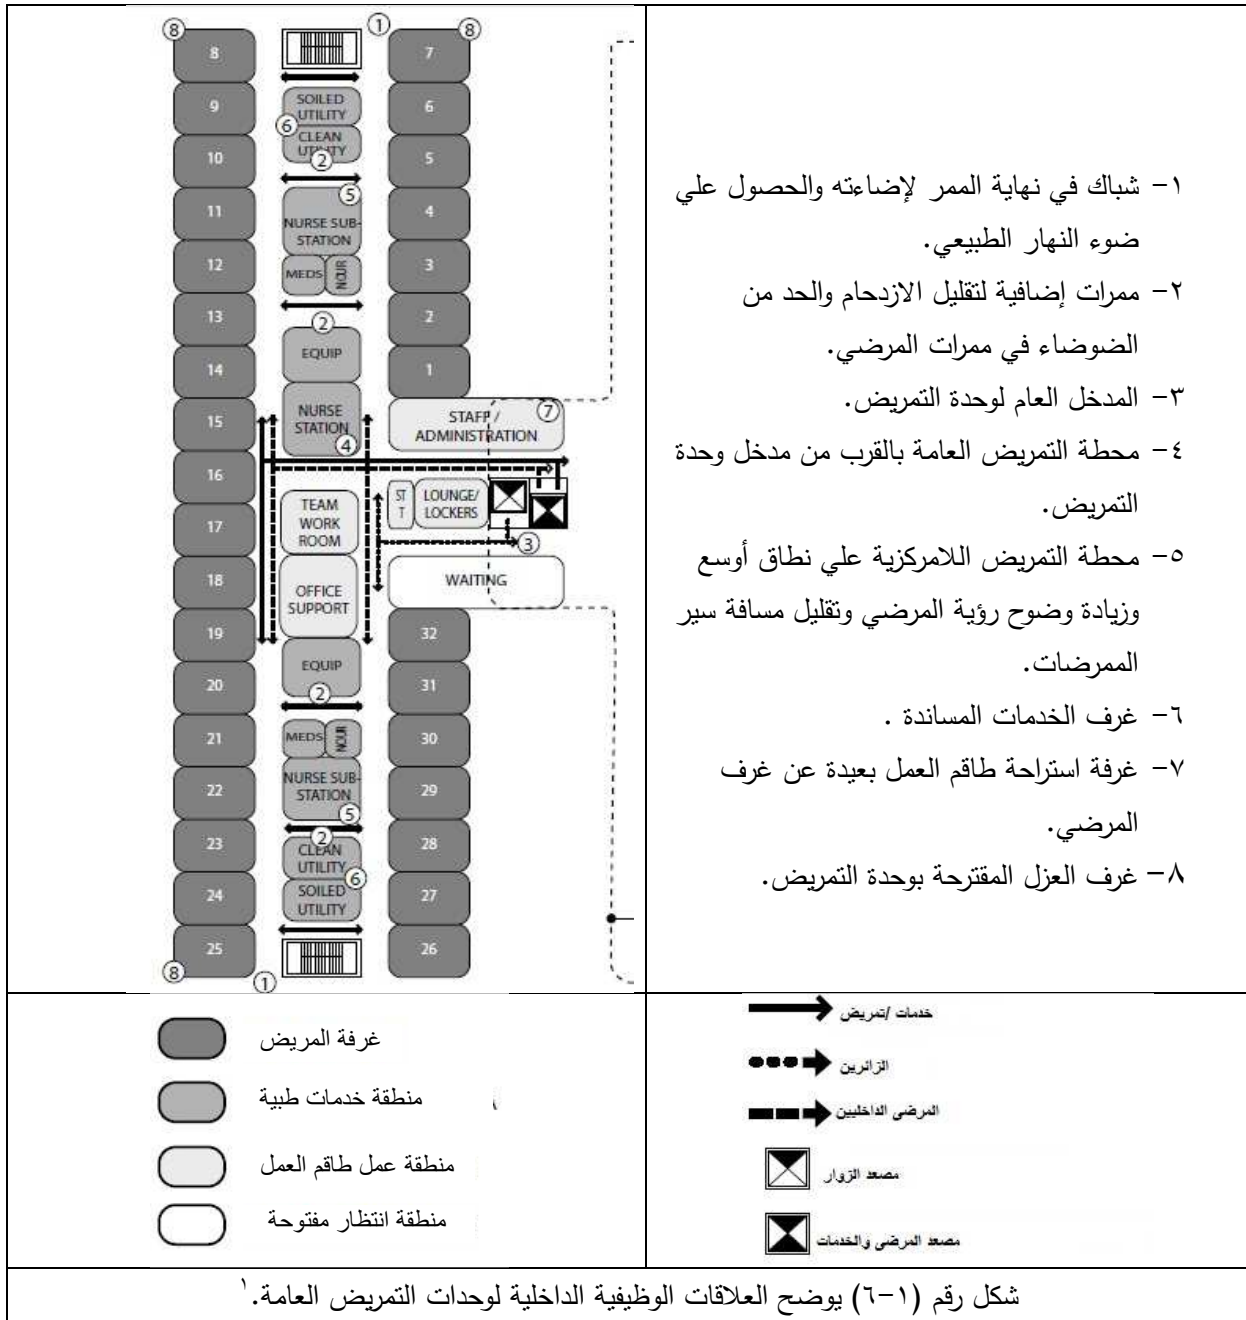 8
1
8
8
7
9
SOILED
UTILITY
6
6
CLEAN
UTILITY
10
2
5
11
5
4
NURSE SUB-
STATION
12
MEDS
NOUR
3
13
2
2
14
EQUIP
1
15
NURSE
STATION
4
STAFF /
ADMINISTRATION
7
16
17
TEAM
WORK
ROOM
ST
T
LOUNGE/
LOCKERS
3
18
OFFICE
SUPPORT
WAITING
19
32
20
EQUIP
2
31
21
MEDS
NOUR
30
22
NURSE SUB-
STATION
5
29
23
2
CLEAN
UTILITY
28
24
6
SOILED
UTILITY
27
25
26
8
1
١- شباك في نهاية الممر لإضاءته والحصول علي
ضوء النهار الطبيعي.
٢- ممرات إضافية لتقليل الازدحام والحد من
الضوضاء في ممرات المرضي.
٣- المدخل العام لوحدة التمريض.
٤- محطة التمريض العامة بالقرب من مدخل وحدة
التمريض.
٥- محطة التمريض اللامركزية علي نطاق أوسع
وزيادة وضوح رؤية المرضي وتقليل مسافة سير
الممرضات.
٦- غرف الخدمات المساندة .
٧- غرفة استراحة طاقم العمل بعيدة عن غرف
المرضي.
٨- غرف العزل المقترحة بوحدة التمريض.
غرفة المريض
منطقة خدمات طبية
منطقة عمل طاقم العمل
منطقة انتظار مفتوحة
خدمات /تمريض
الزائرين
المرضى الداخليين
مصعد الزوار
مصعد المرضى والخدمات
شكل رقم (١-٦) يوضح العلاقات الوظيفية الداخلية لوحدات التمريض العامة.١